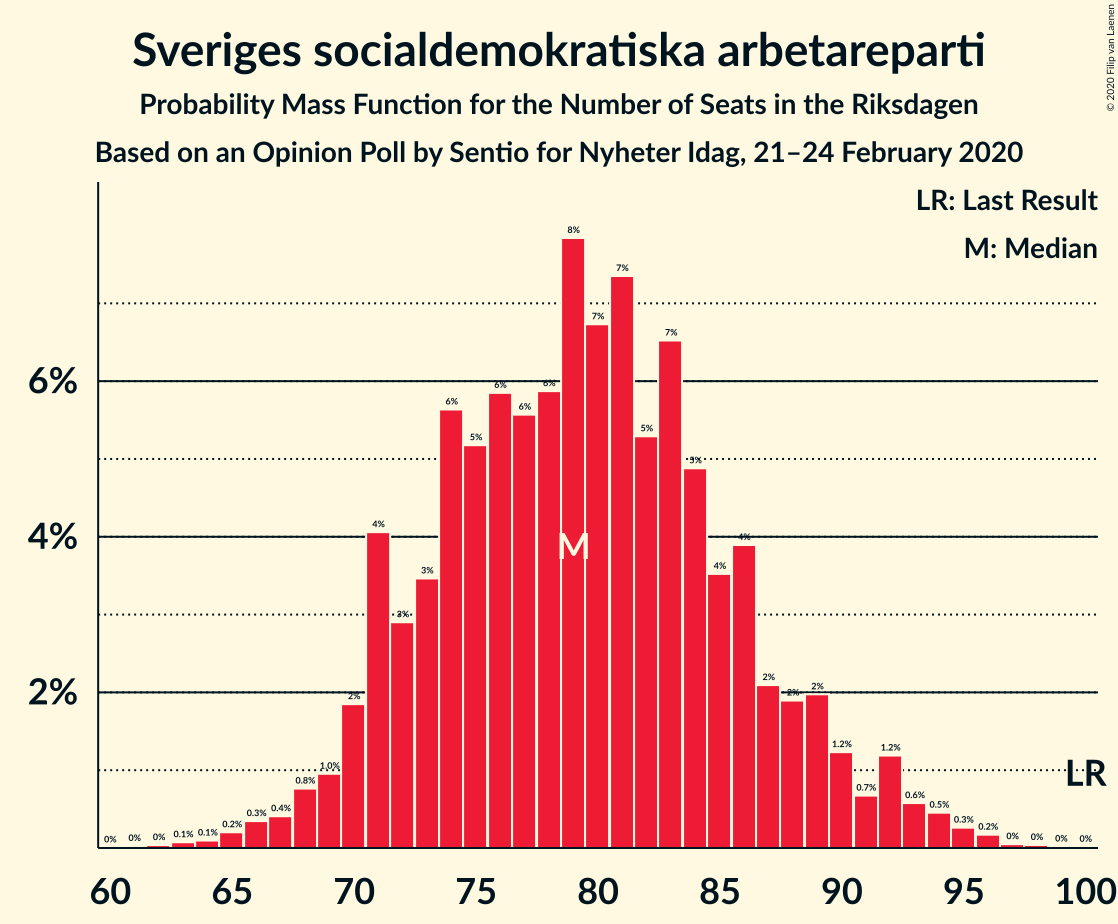 Sveriges socialdemokratiska arbetareparti
Probability Mass Function for the Number of Seats in the Riksdagen
Based on an Opinion Poll by Sentio for Nyheter Idag, 21–24 February 2020
© 2020 Filip van Laenen
LR: Last Result
M: Median
6%
4%
2%
0% 0% 0% 0.1% 0.1% 0.2% 0.3% 0.4% 0.8% 1.0% 2% 4% 3% 3% 6% 5% 6% 6% 6% 8% 7% 7% 5% 7% 5% 4% 4% 2% 2% 2% 1.2% 0.7% 1.2% 0.6% 0.5% 0.3% 0.2% 0% 0% 0% 0%
M
LR
60 65 70 75 80 85 90 95 100